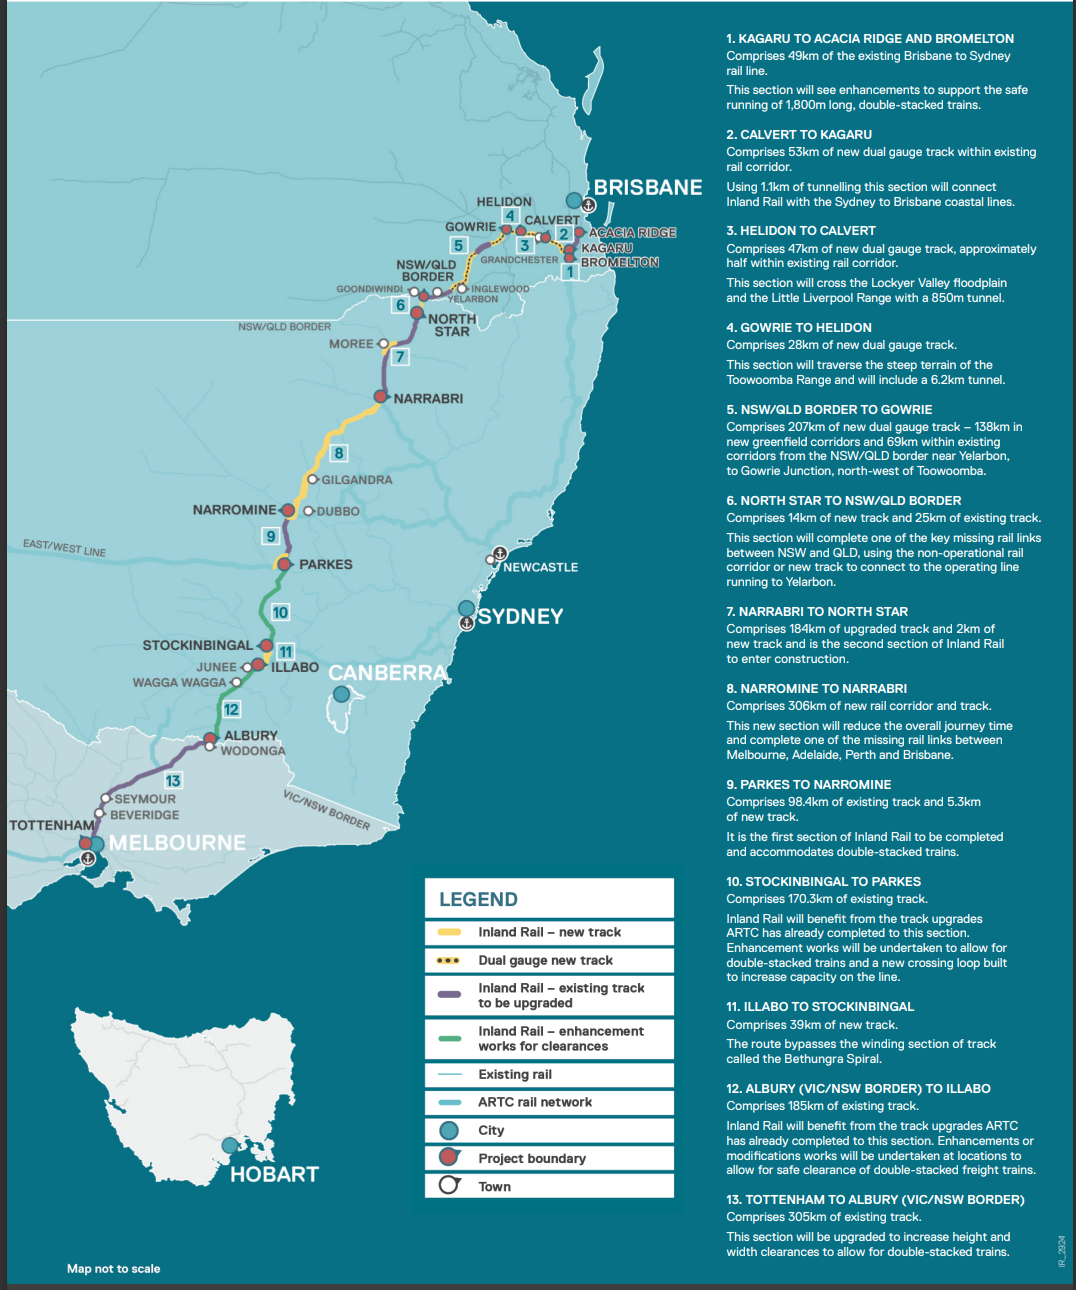 BRISBANE
HELIDON
4
CALVERT
GOWRIE
2
ACACIA RIDGE
5
3
KAGARU
GRANDCHESTER
BROMELTON
NSW/QLD
BORDER
1
GOONDIWINDI
INGLEWOOD
YELARBON
6
NORTH
STAR
NSW/QLD BORDER
MOREE
7
NARRABRI
8
GILGANDRA
NARROMINE
DUBBO
9
EAST/WEST LINE
PARKES
NEWCASTLE
10
SYDNEY
STOCKINBINGAL
11
JUNEE
ILLABO
CANBERRA
WAGGA WAGGA
12
ALBURY
WODONGA
13
SEYMOUR
VIC/NSW BORDER
BEVERIDGE
TOTTENHAM
MELBOURNE
LEGEND
Inland Rail – new track
Dual gauge new track
Inland Rail – existing track
to be upgraded
Inland Rail – enhancement
works for clearances
Existing rail
ARTC rail network
City
Project boundary
Town
HOBART
Map not to scale
1. KAGARU TO ACACIA RIDGE AND BROMELTON
Comprises 49km of the existing Brisbane to Sydney
rail line.
This section will see enhancements to support the safe
running of 1,800m long, double-stacked trains.
2. CALVERT TO KAGARU
Comprises 53km of new dual gauge track within existing
rail corridor.
Using 1.1km of tunnelling this section will connect
Inland Rail with the Sydney to Brisbane coastal lines.
3. HELIDON TO CALVERT
Comprises 47km of new dual gauge track, approximately
half within existing rail corridor.
This section will cross the Lockyer Valley floodplain
and the Little Liverpool Range with a 850m tunnel.
4. GOWRIE TO HELIDON
Comprises 28km of new dual gauge track.
This section will traverse the steep terrain of the
Toowoomba Range and will include a 6.2km tunnel.
5. NSW/QLD BORDER TO GOWRIE
Comprises 207km of new dual gauge track – 138km in
new greenfield corridors and 69km within existing
corridors from the NSW/QLD border near Yelarbon,
to Gowrie Junction, north-west of Toowoomba.
6. NORTH STAR TO NSW/QLD BORDER
Comprises 14km of new track and 25km of existing track.
This section will complete one of the key missing rail links
between NSW and QLD, using the non-operational rail
corridor or new track to connect to the operating line
running to Yelarbon.
7. NARRABRI TO NORTH STAR
Comprises 184km of upgraded track and 2km of
new track and is the second section of Inland Rail
to enter construction.
8. NARROMINE TO NARRABRI
Comprises 306km of new rail corridor and track.
This new section will reduce the overall journey time
and complete one of the missing rail links between
Melbourne, Adelaide, Perth and Brisbane.
9. PARKES TO NARROMINE
Comprises 98.4km of existing track and 5.3km
of new track.
It is the first section of Inland Rail to be completed
and accommodates double-stacked trains.
10. STOCKINBINGAL TO PARKES
Comprises 170.3km of existing track.
Inland Rail will benefit from the track upgrades
ARTC has already completed to this section.
Enhancement works will be undertaken to allow for
double-stacked trains and a new crossing loop built
to increase capacity on the line.
11. ILLABO TO STOCKINBINGAL
Comprises 39km of new track.
The route bypasses the winding section of track
called the Bethungra Spiral.
12. ALBURY (VIC/NSW BORDER) TO ILLABO
Comprises 185km of existing track.
Inland Rail will benefit from the track upgrades ARTC
has already completed to this section. Enhancements or
modifications works will be undertaken at locations to
allow for safe clearance of double-stacked freight trains.
13. TOTTENHAM TO ALBURY (VIC/NSW BORDER)
Comprises 305km of existing track.
This section will be upgraded to increase height and
width clearances to allow for double-stacked trains.
IR_2924